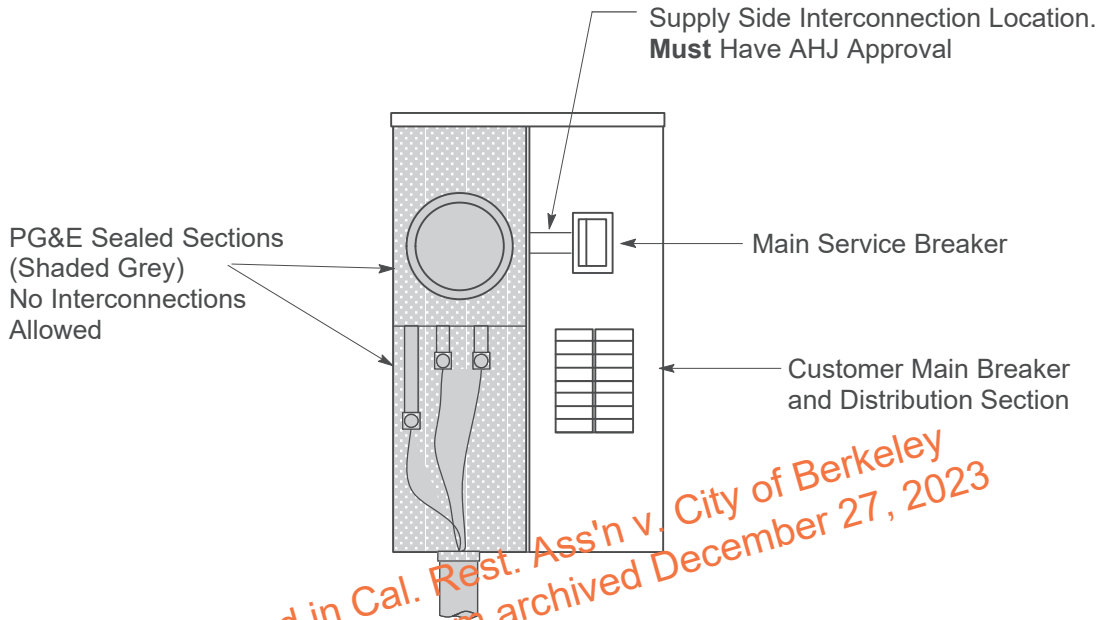 Supply Side Interconnection Location.
Must Have AHJ Approval
PG&E Sealed Sections
(Shaded Grey)
No Interconnections
Allowed
Main Service Breaker
Customer Main Breaker
and Distribution Section
in Cal. Rest. Ass'n v. City of Berkeley
archived December 27, 2023